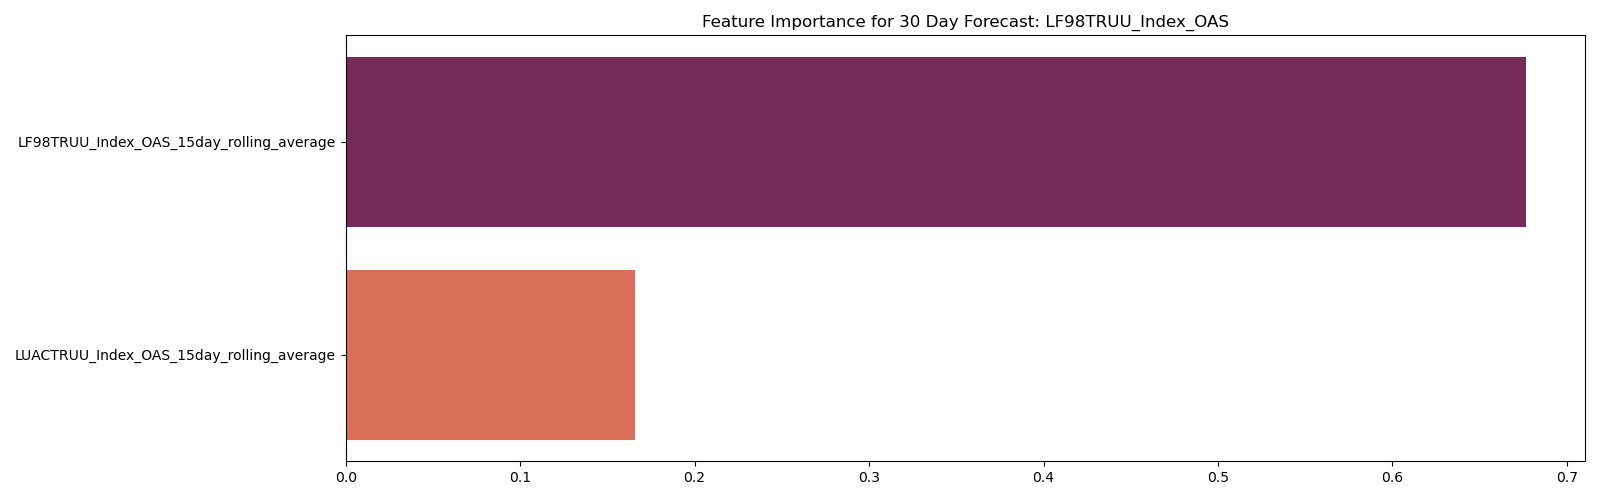 Feature Importance for 30 Day Forecast: LF98TRUU_Index_OAS
LF98TRUU_Index_OAS_15day_rolling_average
LUACTRUU_Index_OAS_15day_rolling_average
0.0 0.1 0.2 0.3 0.4 0.5 0.6 0.7